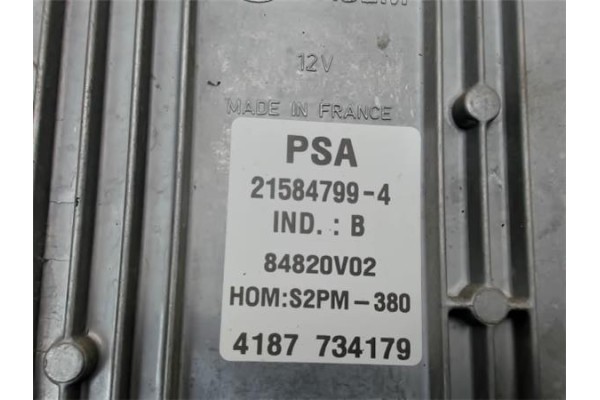 12V
MADE IN FRANCE
PSA
21584799-4
IND. : B
84820V02
HOM:S2PM-380
4187 734179